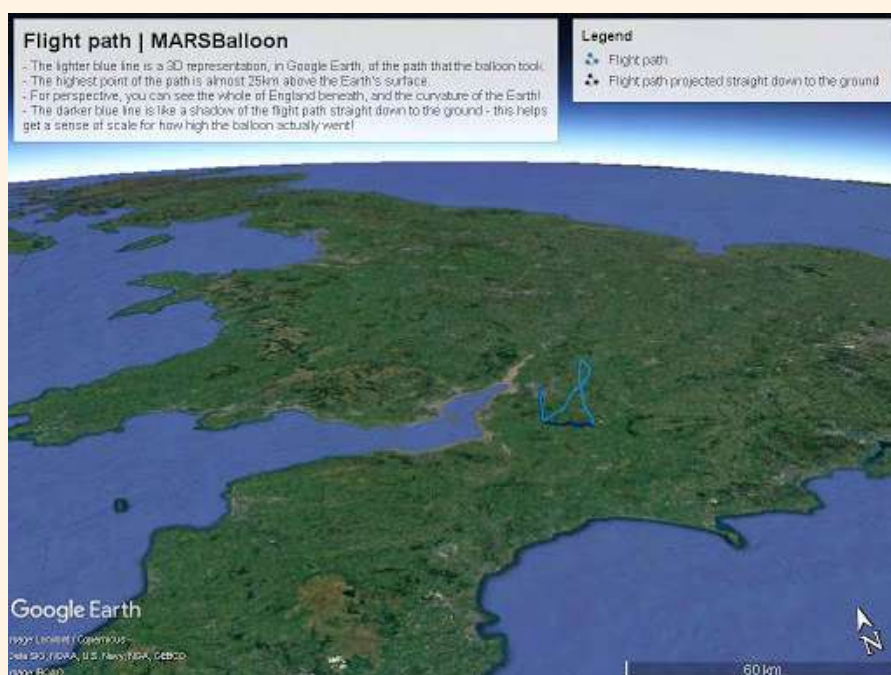 Flight path | MARSBalloon
- The lighter blue line is a 3D representation, in Google Earth, of the path that the balloon took.
- The highest point of the path is almost 25km above the Earth's surface.
- For perspective, you can see the whole of England beneath, and the curvature of the Earth!
- The darker blue line is like a shadow of the flight path straight down to the ground - this helps
get a sense of scale for how high the balloon actually went!
Legend
Flight path
Flight path projected straight down to the ground
Google Earth
Image Landsat / Copernicus
Data SIO, NOAA, U.S. Navy, NGA, GEBCO
Image IBCAO
N
60 km